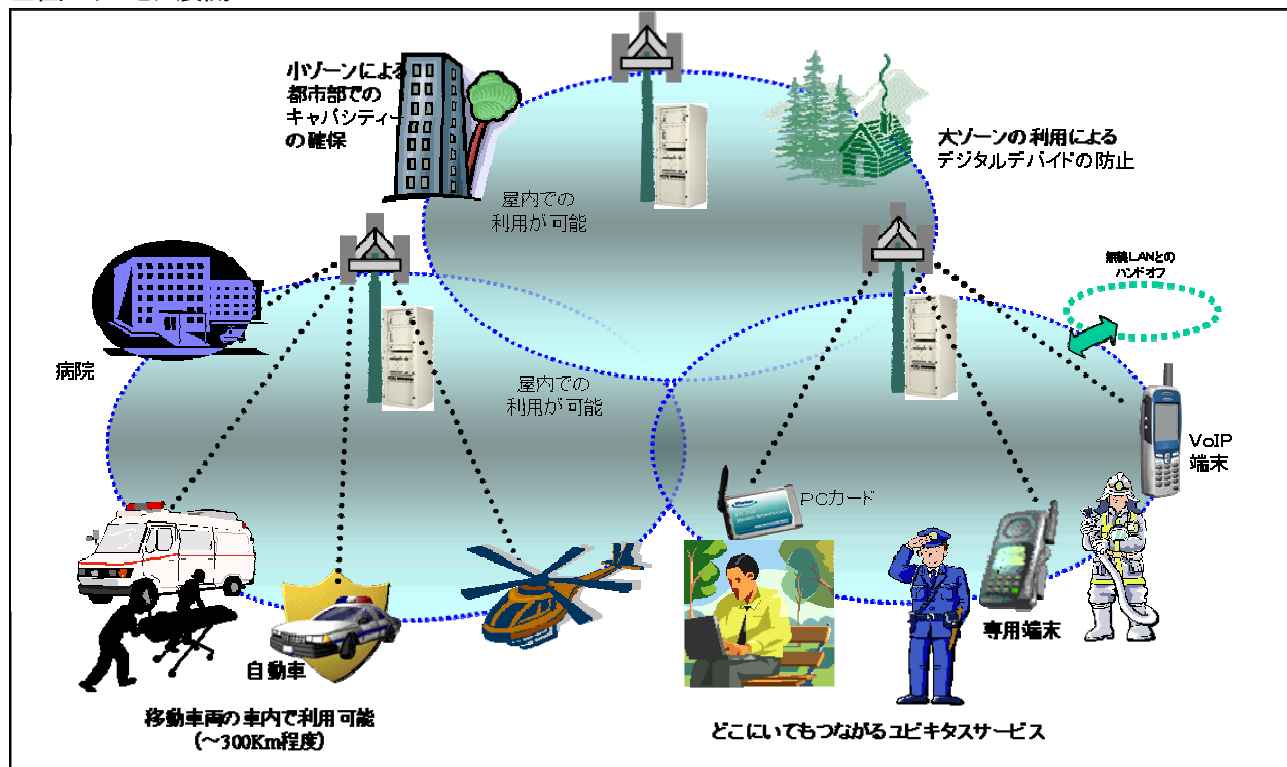 小ゾーンによる
都市部での
キャパシティー
の確保
大ゾーンの利用による
デジタルデバイドの防止
屋内での
利用が可能
無線LANとの
ハンドオフ
病院
屋内での
利用が可能
VoIP
端末
PCカード
専用端末
自動車
移動車両の車内で利用可能
(～300Km程度)
どこにいてもつながるユビキタスサービス